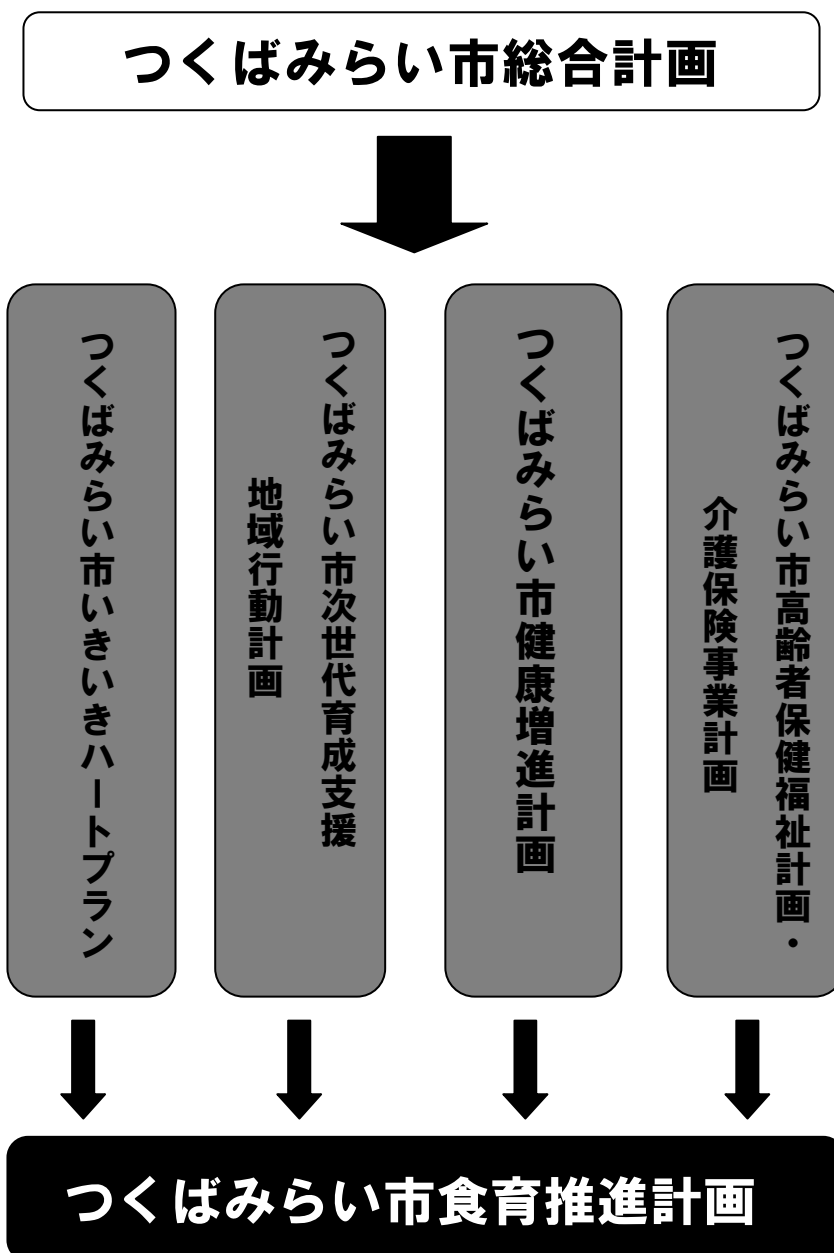 つくばみらい市総合計画
つくばみらい市いきいきハートプラン
つくばみらい市次世代育成支援
地域行動計画
つくばみらい市健康増進計画
つくばみらい市高齢者保健福祉計画・
介護保険事業計画
つくばみらい市食育推進計画